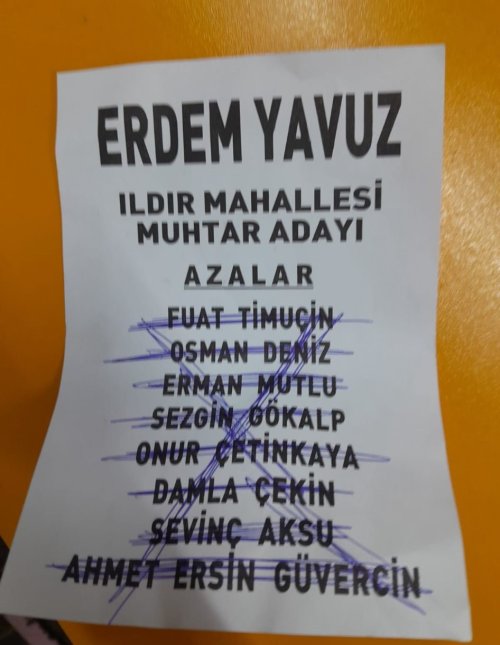 ERDEM YAVUZ
ILDIR MAHALLESİ
MUHTAR ADAYI
AZALAR
FUAT TİMUÇİN
OSMAN DENİZ
ERMAN MUTLU
SEZGİN GÖKALP
ONUR ÇETİNKAYA
DAMLA ÇEKİN
SEVİNÇ AKSU
AHMET ERSİN GÜVERCİN